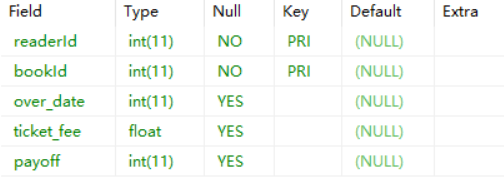 Field Type Null Key Default Extra
readerId int(11) NO PRI (NULL)
bookId int(11) NO PRI (NULL)
over_date int(11) YES (NULL)
ticket_fee float YES (NULL)
payoff int(11) YES (NULL)